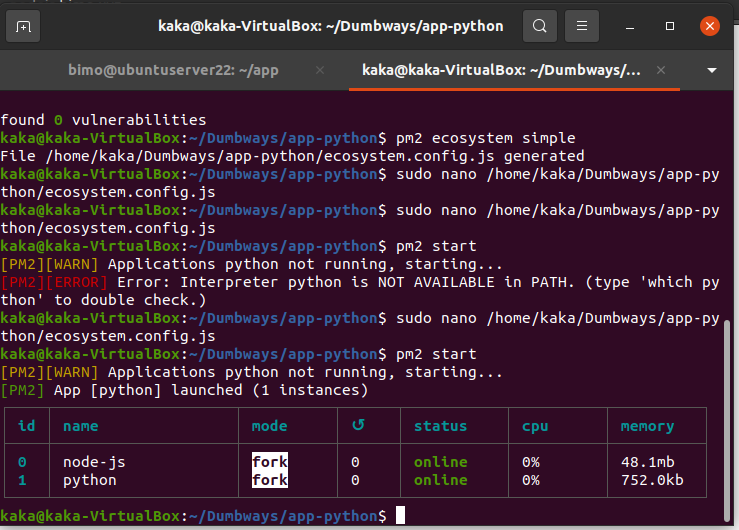 kaka@kaka-VirtualBox: ~/Dumbways/app-python
bimo@ubuntuserver22: ~/app
kaka@kaka-VirtualBox: ~/Dumbways/...
found 0 vulnerabilities
kaka@kaka-VirtualBox:~/Dumbways/app-python$ pm2 ecosystem simple
File /home/kaka/Dumbways/app-python/ecosystem.config.js generated
kaka@kaka-VirtualBox:~/Dumbways/app-python$ sudo nano /home/kaka/Dumbways/app-py
thon/ecosystem.config.js
kaka@kaka-VirtualBox:~/Dumbways/app-python$ sudo nano /home/kaka/Dumbways/app-py
thon/ecosystem.config.js
kaka@kaka-VirtualBox:~/Dumbways/app-python$ pm2 start
[PM2][WARN] Applications python not running, starting...
[PM2][ERROR] Error: Interpreter python is NOT AVAILABLE in PATH. (type 'which py
thon' to double check.)
kaka@kaka-VirtualBox:~/Dumbways/app-python$ sudo nano /home/kaka/Dumbways/app-py
thon/ecosystem.config.js
kaka@kaka-VirtualBox:~/Dumbways/app-python$ pm2 start
[PM2][WARN] Applications python not running, starting...
[PM2] App [python] launched (1 instances)
id name mode ↺ status cpu memory
0 node-js fork 0 online 0% 48.1mb
1 python fork 0 online 0% 752.0kb
kaka@kaka-VirtualBox:~/Dumbways/app-python$